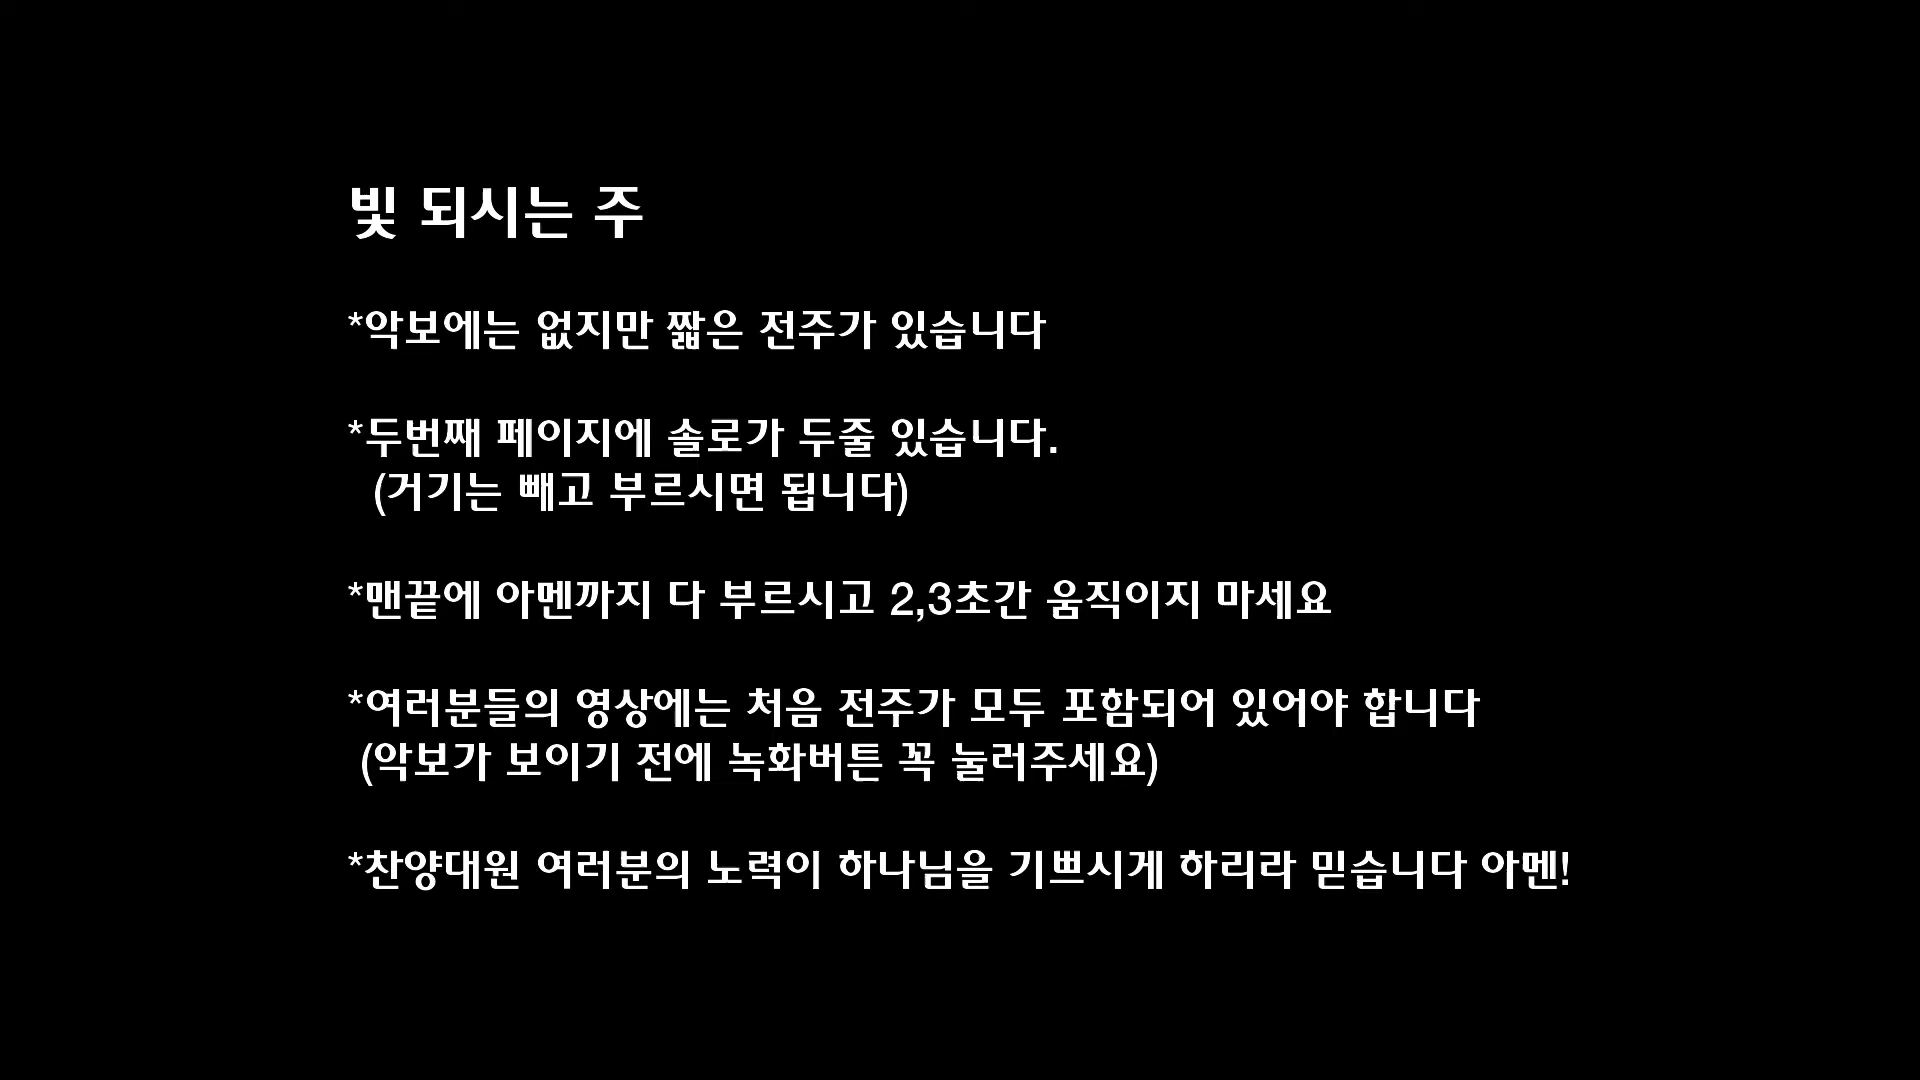 빛 되시는 주
*악보에는 없지만 짧은 전주가 있습니다
*두번째 페이지에 솔로가 두줄 있습니다.
(거기는 빼고 부르시면 됩니다)
*맨끝에 아멘까지 다 부르시고 2,3초간 움직이지 마세요
*여러분들의 영상에는 처음 전주가 모두 포함되어 있어야 합니다
(악보가 보이기 전에 녹화버튼 꼭 눌러주세요)
*찬양대원 여러분의 노력이 하나님을 기쁘시게 하리라 믿습니다 아멘!